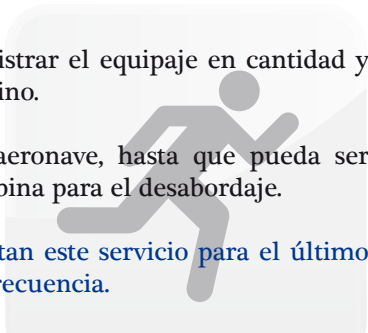 istrar el equipaje en cantidad y
ino.
aeronave, hasta que pueda ser
bina para el desabordaje.
tan este servicio para el último
recuencia.